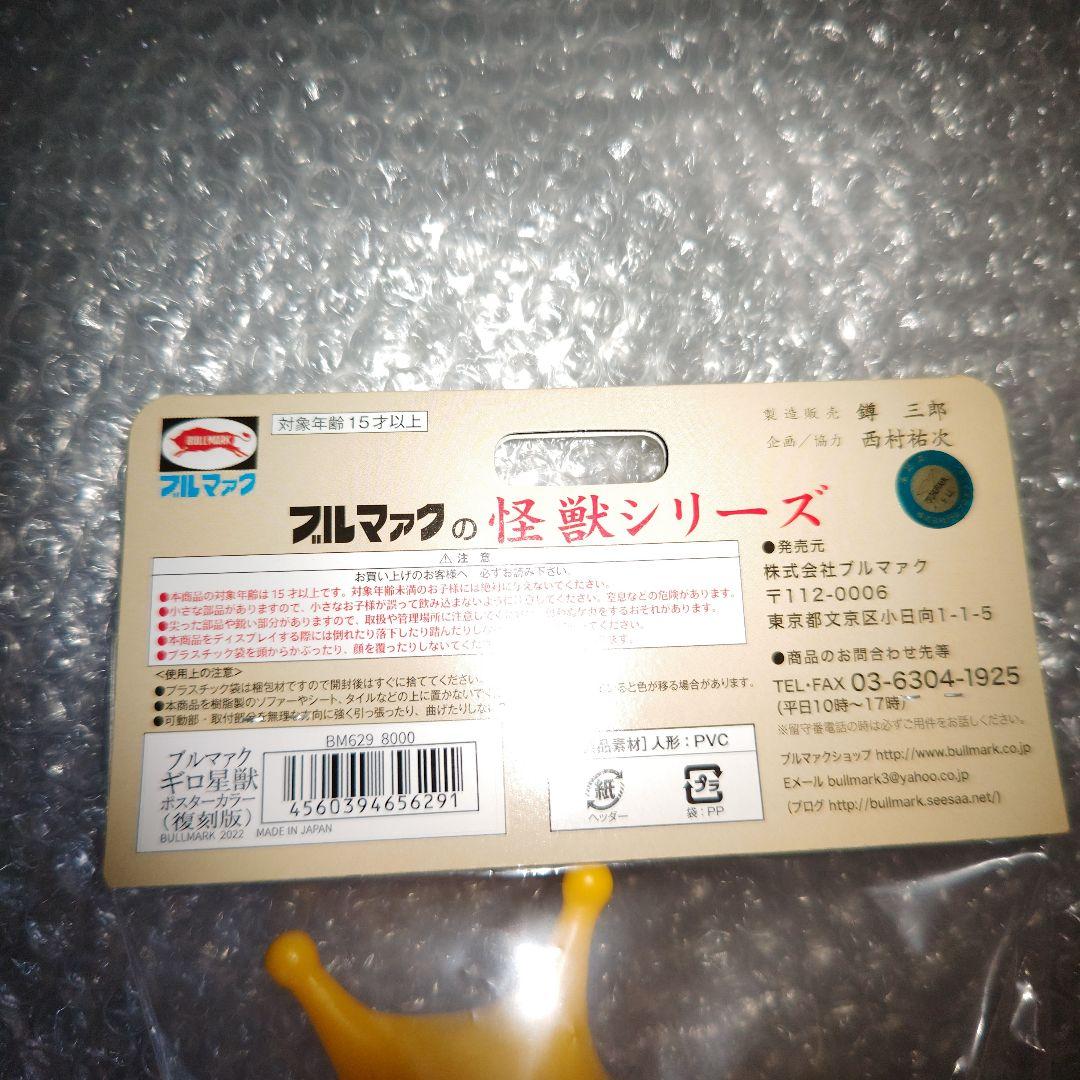 BULLMARK
ブルマァク
対象年齢15才以上
製造販売 鐏 三郎
企画/協力 西村祐次
ブルマァクの怪獣シリーズ
⚠注 意
お買い上げのお客様へ 必ずお読み下さい。
●本商品の対象年齢は15才以上です。対象年齢未満のお子様には絶対に与えないでください。
●小さな部品がありますので、小さなお子様が誤って飲み込まないように注意してください。窒息などの危険があります。
●尖った部品や鋭い部分がありますので、取扱や管理場所に注意してく をするおそれがあります。
●本商品をディスプレイする際には倒れたり落下したり踏んだりしな ます。
●プラスチック袋を頭からかぶったり、顔を覆ったりしないでくだ
<使用上の注意>
●プラスチック袋は梱包材ですので開封後はすぐに捨ててください。
●本商品を樹脂製のソファーやシート、タイルなどの上に置かないで いると色が移る場合があります。
●可動部・取付部分を無理な方向に強く引っ張ったり、曲げたりしない
BM629 8000
ブルマァク
ギロ星獣
ポスターカラー
(復刻版)
4560394656291
BULLMARK 2022 MADE IN JAPAN
品素材] 人形:PVC
紙
ヘッダー
プラ
袋:PP
●発売元
株式会社ブルマァク
〒112-0006
東京都文京区小日向1-1-5
●商品のお問合わせ先等
TEL・FAX 03-6304-1925
(平日10時〜17時)
※留守番電話の時は必ずご用件をお話しください。
ブルマァクショップ http://www.bullmark.co.jp
Eメール bullmark3@yahoo.co.jp
(ブログ http://bullmark.seesaa.net/)